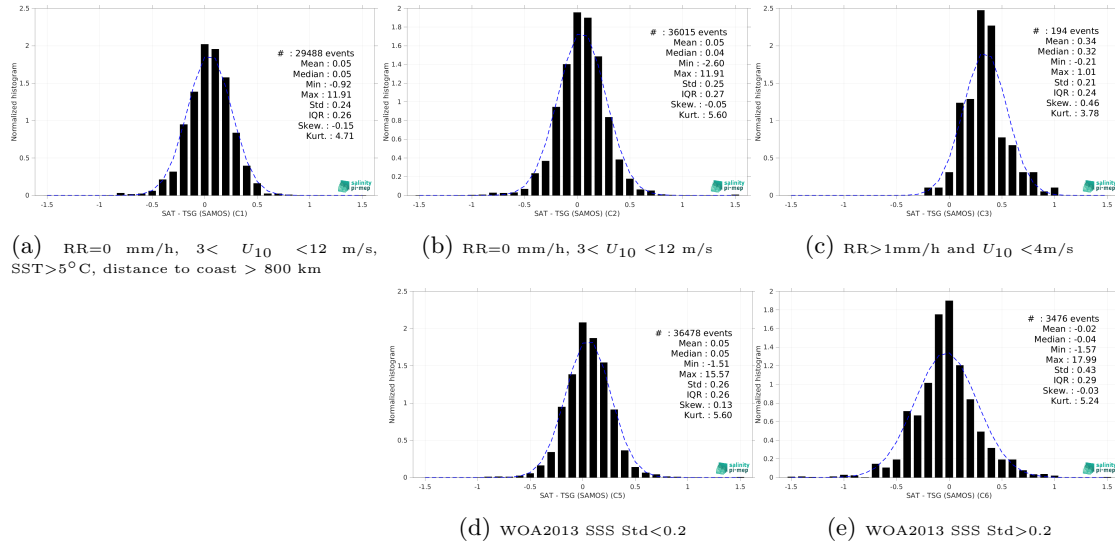 2.5
2
1.5
1
0.5
0
Normalized histogram
-1.5
-1
-0.5
0
0.5
1
1.5
SAT - TSG (SAMOS) (C1)
# : 29488 events
Mean : 0.05
Median : 0.05
Min : -0.92
Max : 11.91
Std : 0.24
IQR : 0.26
Skew. : -0.15
Kurt. : 4.71
salinity
pi-mep
(a) RR=0 mm/h, 3< U10 <12 m/s,
SST>5°C, distance to coast > 800 km
2
1.8
1.6
1.4
1.2
1
0.8
0.6
0.4
0.2
0
Normalized histogram
-1.5
-1
-0.5
0
0.5
1
1.5
SAT - TSG (SAMOS) (C2)
# : 36015 events
Mean : 0.05
Median : 0.04
Min : -2.60
Max : 11.91
Std : 0.25
IQR : 0.27
Skew. : -0.05
Kurt. : 5.60
salinity
pi-mep
(b) RR=0 mm/h, 3< U10 <12 m/s
2.5
2
1.5
1
0.5
0
Normalized histogram
-1.5
-1
-0.5
0
0.5
1
1.5
SAT - TSG (SAMOS) (C3)
# : 194 events
Mean : 0.34
Median : 0.32
Min : -0.21
Max : 1.01
Std : 0.21
IQR : 0.24
Skew. : 0.46
Kurt. : 3.78
salinity
pi-mep
(c) RR>1mm/h and U10 <4m/s
2.5
2
1.5
1
0.5
0
Normalized histogram
-1.5
-1
-0.5
0
0.5
1
1.5
SAT - TSG (SAMOS) (C5)
# : 36478 events
Mean : 0.05
Median : 0.05
Min : -1.51
Max : 15.57
Std : 0.26
IQR : 0.26
Skew. : 0.13
Kurt. : 5.60
salinity
pi-mep
(d) WOA2013 SSS Std<0.2
2
1.8
1.6
1.4
1.2
1
0.8
0.6
0.4
0.2
0
Normalized histogram
-1.5
-1
-0.5
0
0.5
1
1.5
SAT - TSG (SAMOS) (C6)
# : 3476 events
Mean : -0.02
Median : -0.04
Min : -1.57
Max : 17.99
Std : 0.43
IQR : 0.29
Skew. : -0.03
Kurt. : 5.24
salinity
pi-mep
(e) WOA2013 SSS Std>0.2